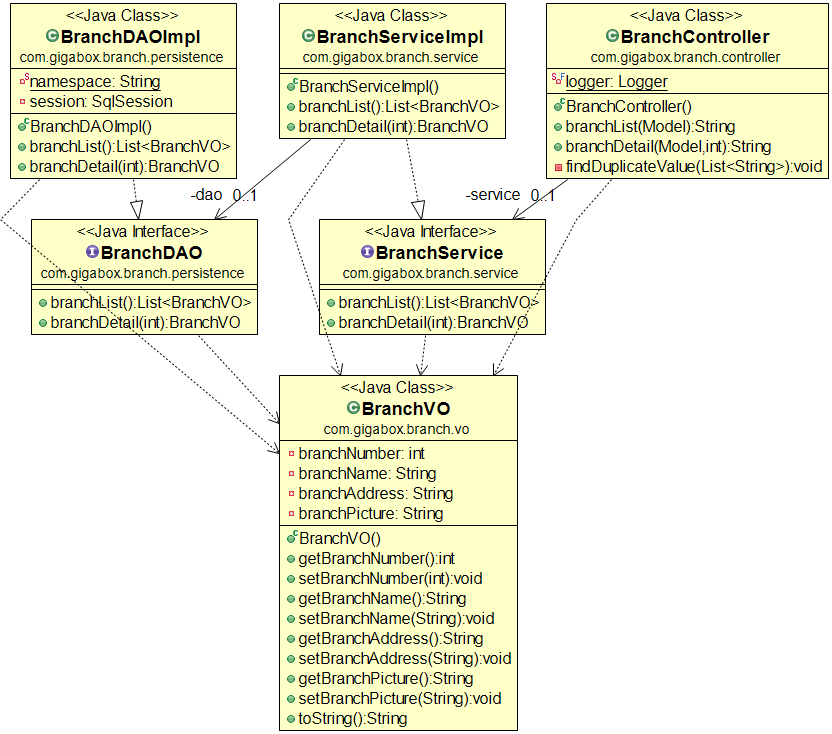 <<Java Class>>
BranchDAOImpl
com.gigabox.branch.persistence
namespace: String
session: SqlSession
BranchDAOImpl()
branchList():List<BranchVO>
branchDetail(int):BranchVO
<<Java Class>>
BranchServiceImpl
com.gigabox.branch.service
BranchServiceImpl()
branchList():List<BranchVO>
branchDetail(int):BranchVO
<<Java Class>>
BranchController
com.gigabox.branch.controller
logger: Logger
BranchController()
branchList(Model):String
branchDetail(Model,int):String
findDuplicateValue(List<String>):void
-dao 0..1
-service 0..1
<<Java Interface>>
BranchDAO
com.gigabox.branch.persistence
branchList():List<BranchVO>
branchDetail(int):BranchVO
<<Java Interface>>
BranchService
com.gigabox.branch.service
branchList():List<BranchVO>
branchDetail(int):BranchVO
<<Java Class>>
BranchVO
com.gigabox.branch.vo
branchNumber: int
branchName: String
branchAddress: String
branchPicture: String
BranchVO()
getBranchNumber():int
setBranchNumber(int):void
getBranchName():String
setBranchName(String):void
getBranchAddress():String
setBranchAddress(String):void
getBranchPicture():String
setBranchPicture(String):void
toString():String